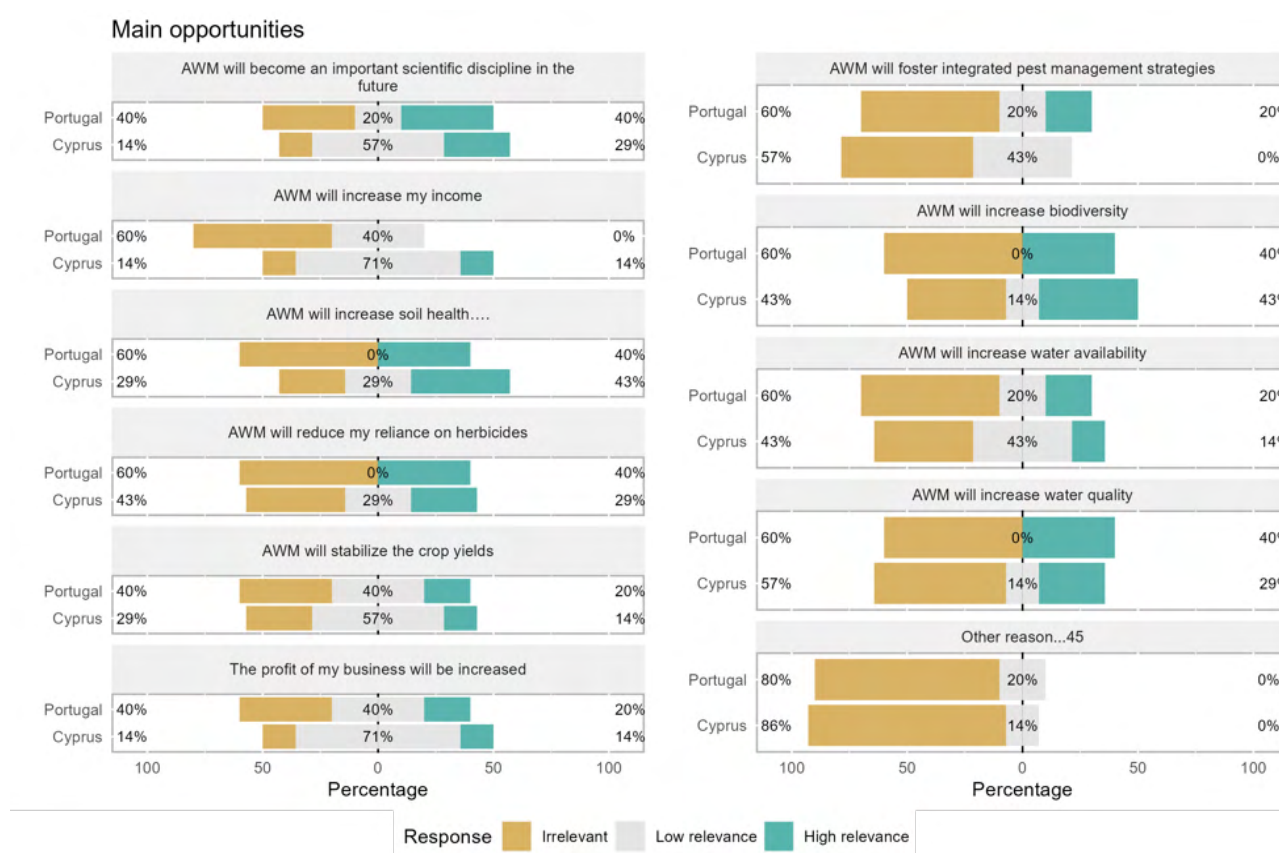 Main opportunities
AWM will become an important scientific discipline in the
future
Portugal 40% 20% 40%
Cyprus 14% 57% 29%
AWM will increase my income
Portugal 60% 40% 0%
Cyprus 14% 71% 14%
AWM will increase soil health....
Portugal 60% 0% 40%
Cyprus 29% 29% 43%
AWM will reduce my reliance on herbicides
Portugal 60% 0% 40%
Cyprus 43% 29% 29%
AWM will stabilize the crop yields
Portugal 40% 40% 20%
Cyprus 29% 57% 14%
The profit of my business will be increased
Portugal 40% 40% 20%
Cyprus 14% 71% 14%
100 50 0 50 100
Percentage
AWM will foster integrated pest management strategies
Portugal 60% 20% 20%
Cyprus 57% 43% 0%
AWM will increase biodiversity
Portugal 60% 0% 40%
Cyprus 43% 14% 43%
AWM will increase water availability
Portugal 60% 20% 20%
Cyprus 43% 43% 14%
AWM will increase water quality
Portugal 60% 0% 40%
Cyprus 57% 14% 29%
Other reason...45
Portugal 80% 20% 0%
Cyprus 86% 14% 0%
100 50 0 50 100
Percentage
Response Irrelevant Low relevance High relevance